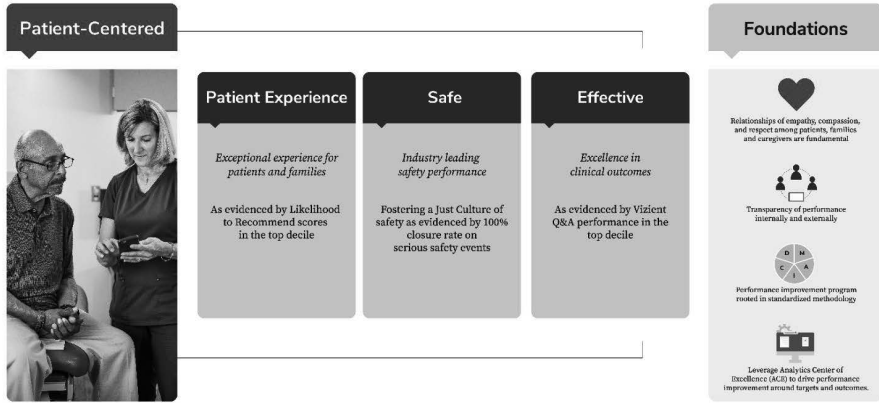 Patient-Centered
Foundations
Patient Experience
Exceptional experience for
patients and families
As evidenced by Likelihood
to Recommend scores
in the top decile
Safe
Industry leading
safety performance
Fostering a Just Culture of
safety as evidenced by 100%
closure rate on
serious safety events
Effective
Excellence in
clinical outcomes
As evidenced by Vizient
Q&A performance in the
top decile
Relationships of empathy, compassion,
and respect among patients, families
and caregivers are fundamental
Transparency of performance
internally and externally
D M
C A
I
Performance improvement program
rooted in standardized methodology
Leverage Analytics Center of
Excellence (ACE) to drive performance
improvement around targets and outcomes.